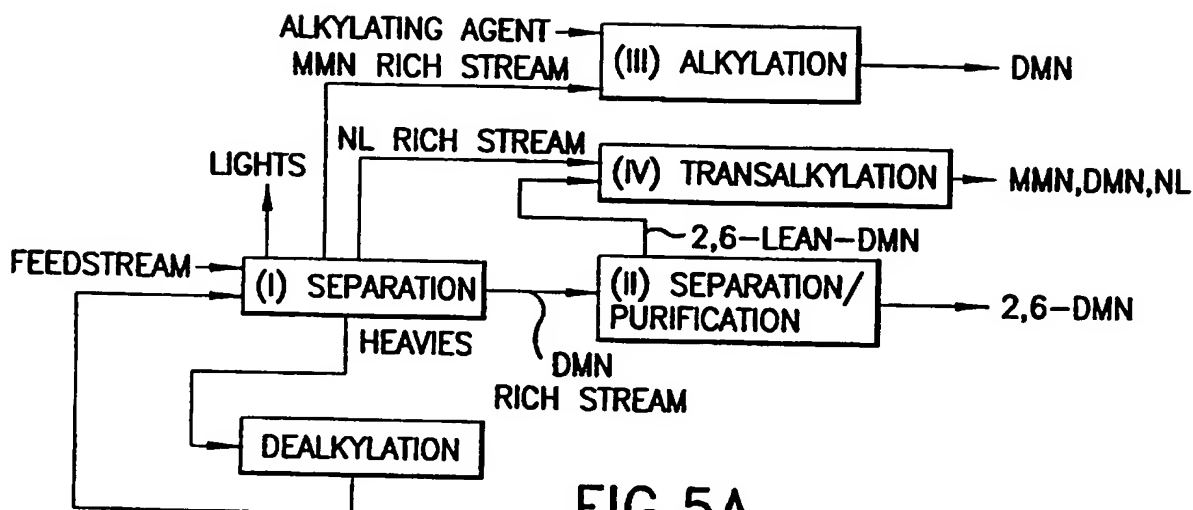 ALKYLATING AGENT
MMN RICH STREAM
(III) ALKYLATION
DMN
NL RICH STREAM
LIGHTS
(IV) TRANSALKYLATION
MMN,DMN,NL
2,6-LEAN-DMN
FEEDSTREAM
(I) SEPARATION
(II) SEPARATION/
PURIFICATION
2,6-DMN
HEAVIES
DMN
RICH STREAM
DEALKYLATION
FIG. 5A